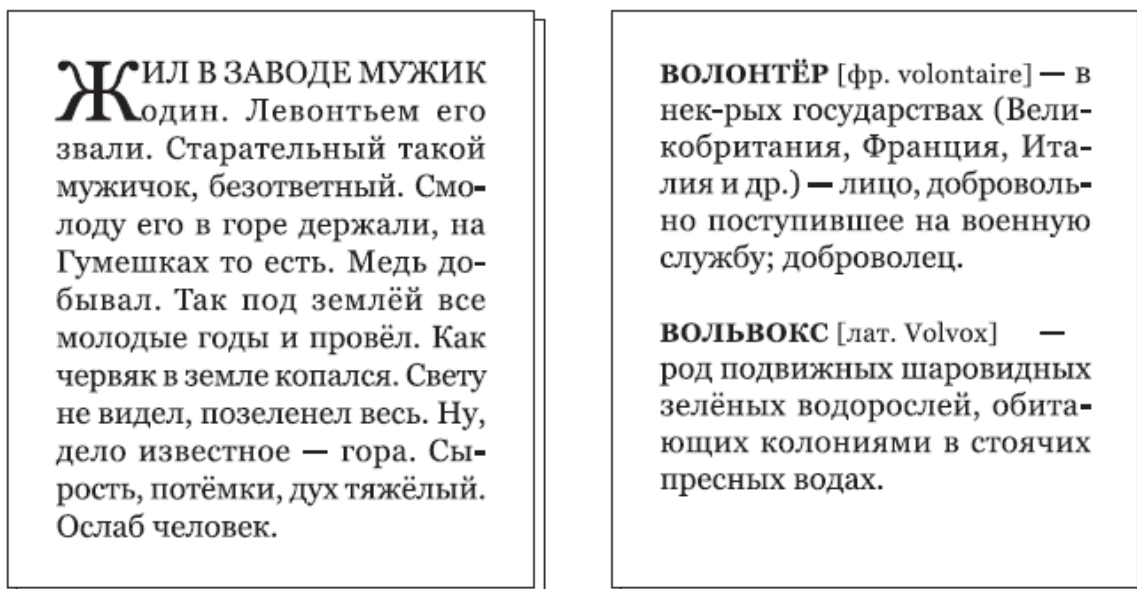 ЖИЛ В ЗАВОДЕ МУЖИК
один. Левонтьем его
звали. Старательный такой
мужичок, безответный. Смо-
лоду его в горе держали, на
Гумешках то есть. Медь до-
бывал. Так под землёй все
молодые годы и провёл. Как
червяк в земле копался. Свету
не видел, позеленел весь. Ну,
дело известное — гора. Сы-
рость, потёмки, дух тяжёлый.
Ослаб человек.
ВОЛОНТЁР [фр. volontaire] — в
нек-рых государствах (Вели-
кобритания, Франция, Ита-
лия и др.) — лицо, доброволь-
но поступившее на военную
службу; доброволец.
ВОЛЬВОКС [лат. Volvox] —
род подвижных шаровидных
зелёных водорослей, обита-
ющих колониями в стоячих
пресных водах.